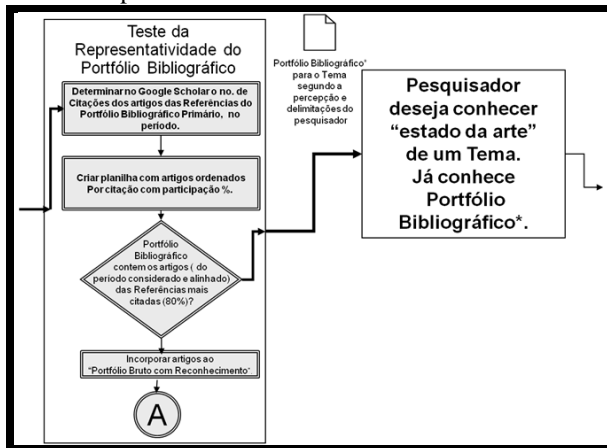 Teste da
Representatividade do
Portfólio Bibliográfico
Determinar no Google Scholar o no. de
Citações dos artigos das Referências do
Portfólio Bibliográfico Primário, no
período.
Criar planilha com artigos ordenados
Por citação com participação %.
Portfólio
Bibliográfico
contem os artigos ( do
período considerado e alinhado)
das Referências mais
citadas (80%)?
Incorporar artigos ao
"Portfólio Bruto com Reconhecimento"
A
Portfólio Bibliográfico*
para o Tema
segundo a
percepção e
delimitações do
pesquisador
Pesquisador
deseja conhecer
"estado da arte"
de um Tema.
Já conhece
Portfólio
Bibliográfico*.